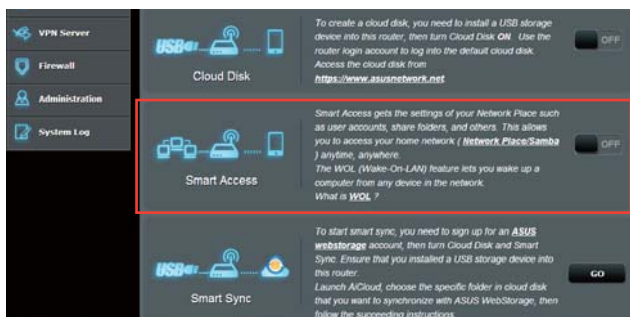 VPN Server
Firewall
Administration
System Log
USB
Cloud Disk
To create a cloud disk, you need to install a USB storage
device into this router, then turn Cloud Disk ON. Use the
router login account to log into the default cloud disk.
Access the cloud disk from
https://www.asusnetwork.net
OFF
Smart Access
Smart Access gets the settings of your Network Place such
as user accounts, share folders, and others. This allows
you to access your home network ( Network Place/Samba
) anytime, anywhere.
The WOL (Wake-On-LAN) feature lets you wake up a
computer from any device in the network.
What is WOL ?
OFF
USB
Smart Sync
To start smart sync, you need to sign up for an ASUS
webstorage account, then turn Cloud Disk and Smart
Sync. Ensure that you installed a USB storage device into
this router.
Launch AiCloud, choose the specific folder in cloud disk
that you want to synchronize with ASUS WebStorage, then
follow the succeeding instructions.
GO